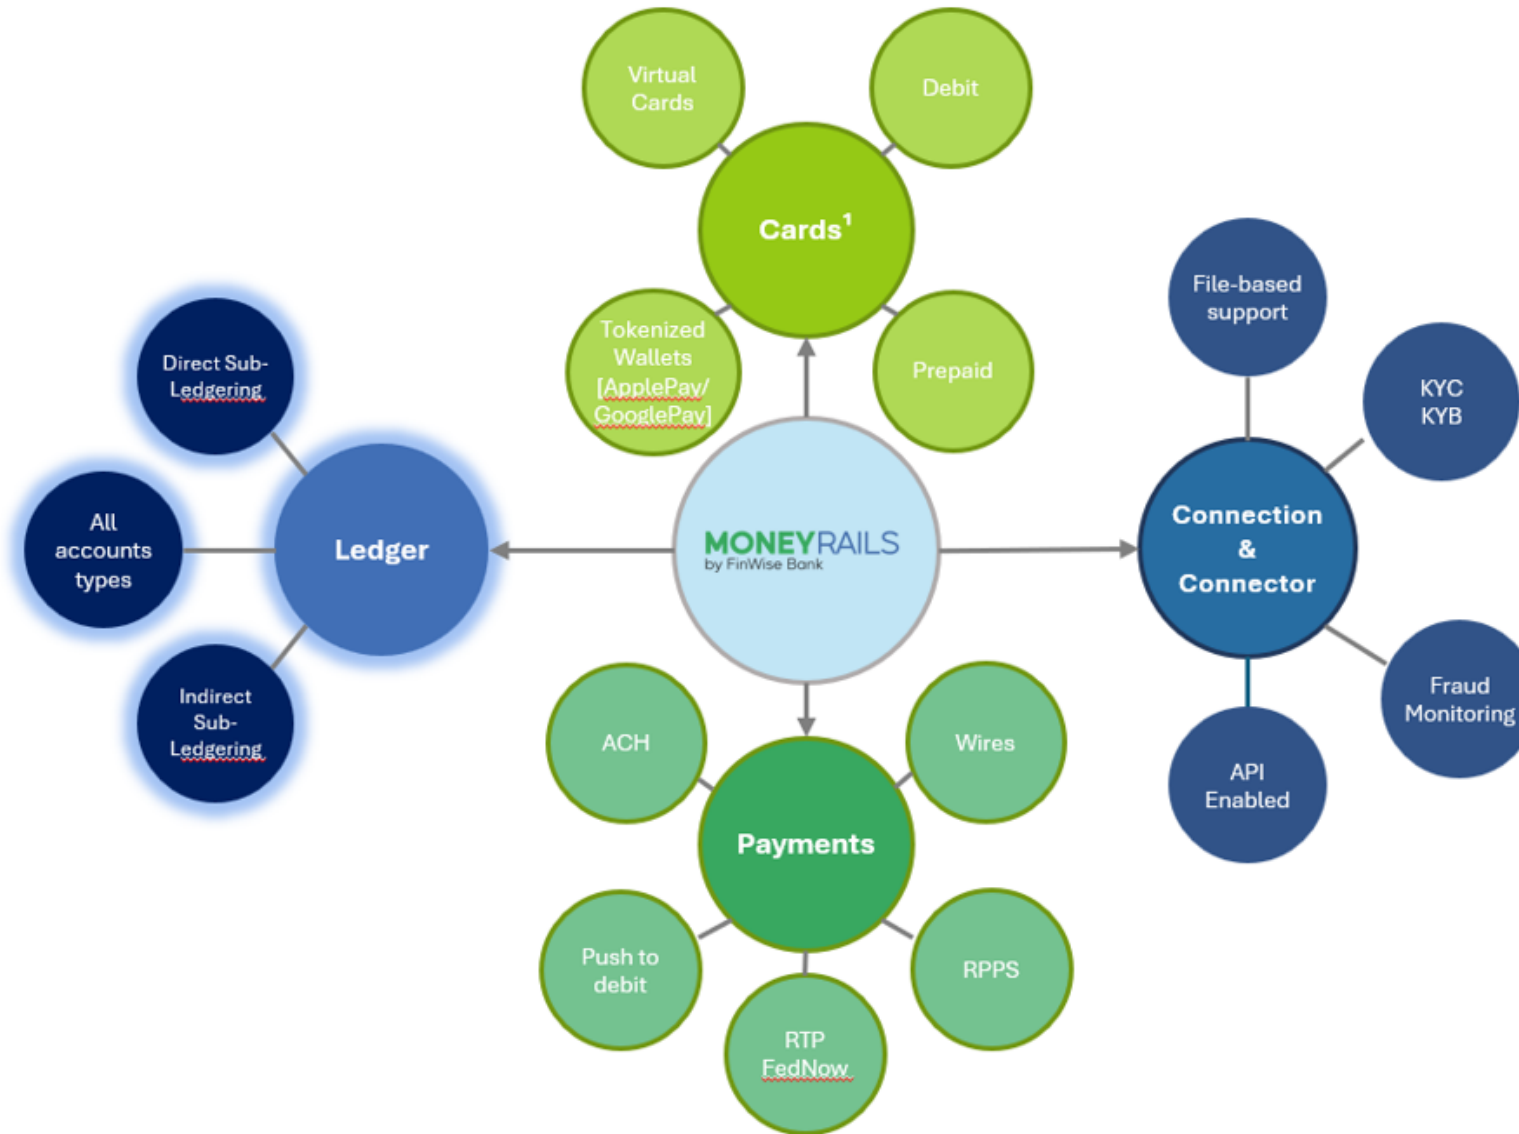 Virtual
Cards
Debit
Cards¹
Tokenized
Wallets
[ApplePay/
GooglePay]
Prepaid
File-based
support
KYC
KYB
Connection
&
Connector
Fraud
Monitoring
API
Enabled
Direct Sub-
Ledgering
All
accounts
types
Indirect
Sub-
Ledgering
Ledger
MONEYRAILS
by FinWise Bank
ACH
Wires
Payments
Push to
debit
RPPS
RTP
FedNow